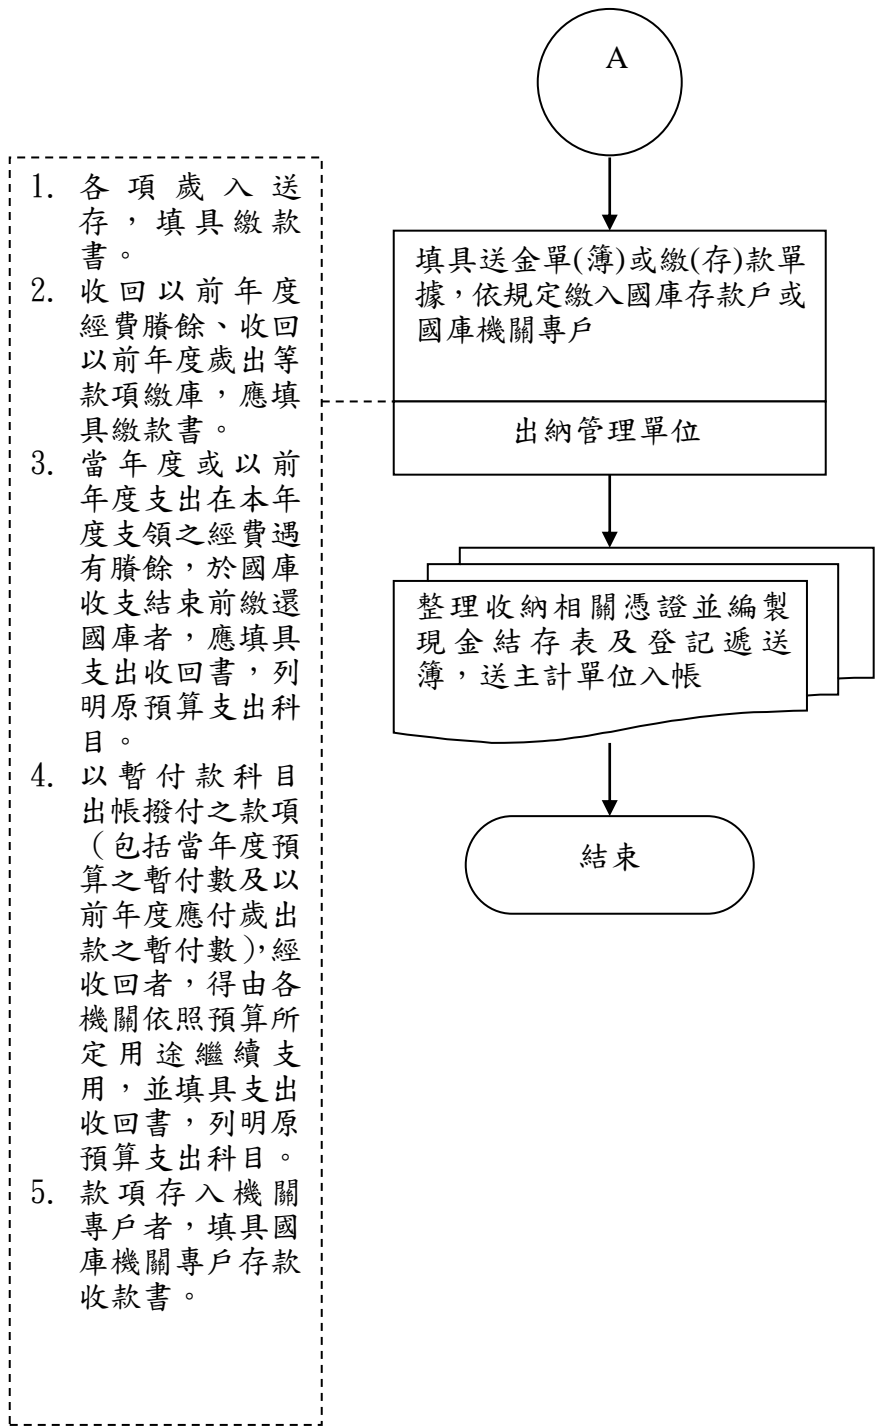 A
1. 各項歲入送
存，填具繳款
書。
2. 收回以前年度
經費賸餘、收回
以前年度歲出等
款項繳庫，應填
具繳款書。
3. 當年度或以前
年度支出在本年
度支領之經費遇
有賸餘，於國庫
收支結束前繳還
國庫者，應填具
支出收回書，列
明原預算支出科
目。
4. 以暫付款科目
出帳撥付之款項
（包括當年度預
算之暫付數及以
前年度應付歲出
款之暫付數），經
收回者，得由各
機關依照預算所
定用途繼續支
用，並填具支出
收回書，列明原
預算支出科目。
5. 款項存入機關
專戶者，填具國
庫機關專戶存款
收款書。
填具送金單(簿)或繳(存)款單
據，依規定繳入國庫存款戶或
國庫機關專戶
出納管理單位
整理收納相關憑證並編製
現金結存表及登記遞送
簿，送主計單位入帳
結束